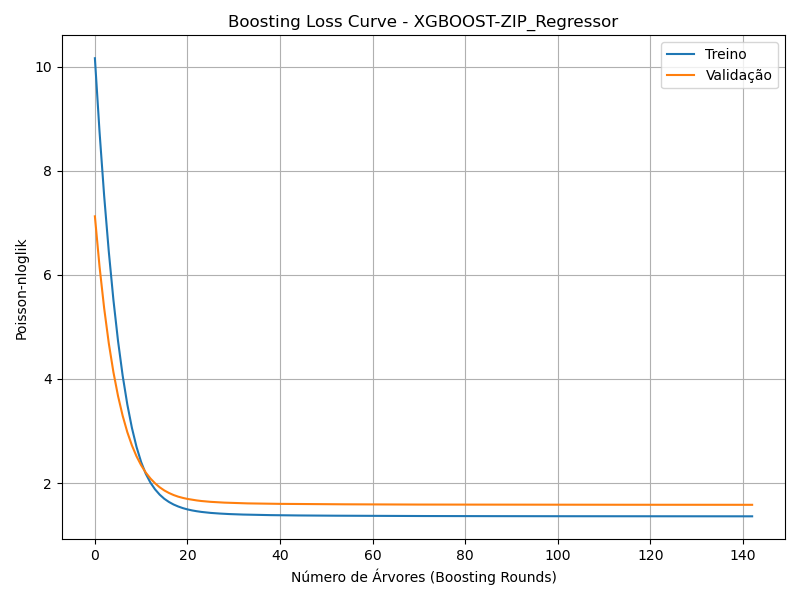 Boosting Loss Curve - XGBOOST-ZIP_Regressor
Treino
Validação
10
8
6
4
2
Poisson-nloglik
0
20
40
60
80
100
120
140
Número de Árvores (Boosting Rounds)